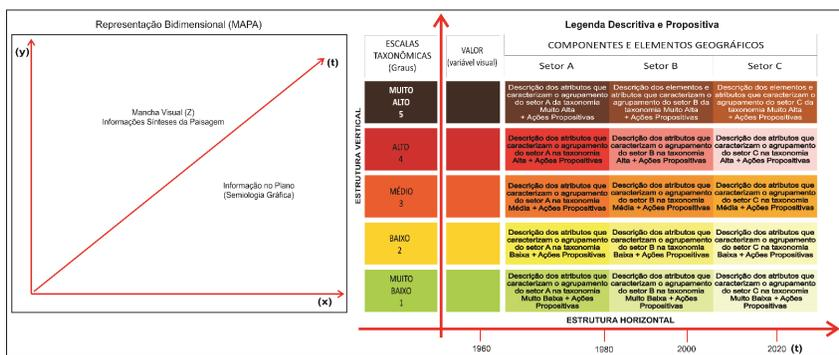 Representação Bidimensional (MAPA)
(y)
(t)
Mancha Visual (Z)
Informações Sínteses da Paisagem
Informação no Plano
(Semiologia Gráfica)
(x)
Legenda Descritiva e Propositiva
ESCALAS
TAXONÔMICAS
(Graus)
VALOR
(variável visual)
COMPONENTES E ELEMENTOS GEOGRÁFICOS
Setor A
Setor B
Setor C
ESTRUTURA VERTICAL
MUITO
ALTO
5
Descrição dos atributos que
caracterizam o agrupamento
do setor A da taxonomia
Muito Alta
+ Ações Propositivas
Descrição dos elementos e
atributos que caracterizam o
agrupamento do setor B da
taxonomia Muito Alta
+ Ações Propositivas
Descrição dos elementos e
atributos que caracterizam o
agrupamento do setor C da
taxonomia Muito Alta
+ Ações Propositivas
ALTO
4
Descrição dos atributos que
caracterizam o agrupamento
do setor A na taxonomia
Alta + Ações Propositivas
Descrição dos atributos que
caracterizam o agrupamento
do setor B na taxonomia
Alta + Ações Propositivas
Descrição dos atributos que
caracterizam o agrupamento
do setor C na taxonomia
Alta + Ações Propositivas
MÉDIO
3
Descrição dos atributos que
caracterizam o agrupamento
do setor A na taxonomia
Média + Ações Propositivas
Descrição dos atributos que
caracterizam o agrupamento
do setor B na taxonomia
Média + Ações Propositivas
Descrição dos atributos que
caracterizam o agrupamento
do setor C na taxonomia
Média + Ações Propositivas
BAIXO
2
Descrição dos atributos que
caracterizam o agrupamento
do setor A na taxonomia
Baixa + Ações Propositivas
Descrição dos atributos que
caracterizam o agrupamento
do setor B na taxonomia
Baixa + Ações Propositivas
Descrição dos atributos que
caracterizam o agrupamento
do setor C na taxonomia
Baixa + Ações Propositivas
MUITO
BAIXO
1
Descrição dos atributos que
caracterizam o agrupamento
do setor A na taxonomia
Muito Baixa + Ações
Propositivas
Descrição dos atributos que
caracterizam o agrupamento
do setor B na taxonomia
Muito Baixa + Ações
Propositivas
Descrição dos atributos que
caracterizam o agrupamento
do setor C na taxonomia
Muito Baixa + Ações
Propositivas
ESTRUTURA HORIZONTAL
1960
1980
2000
2020
(t)